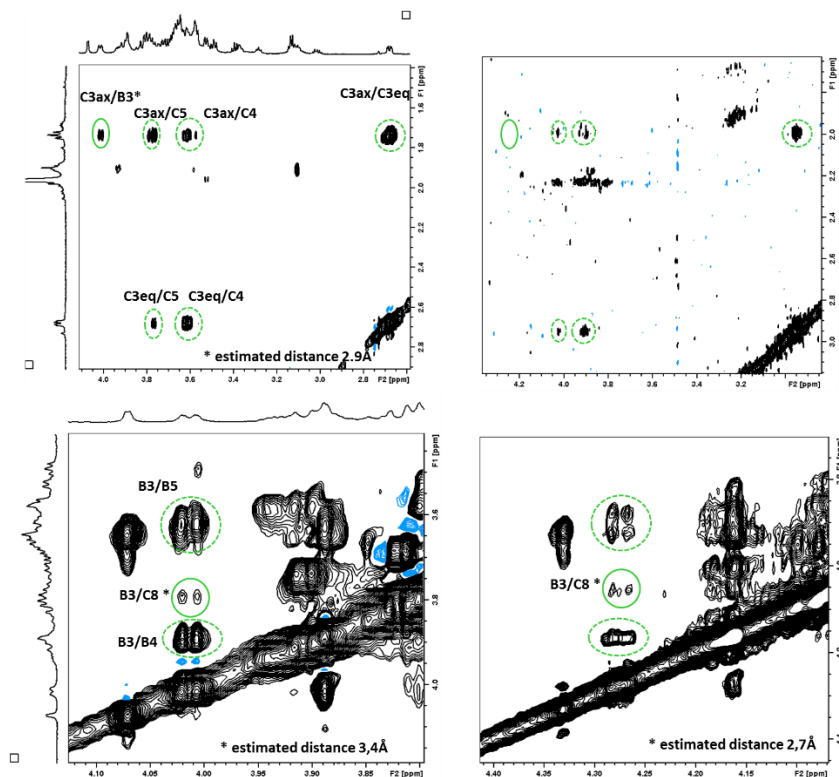 C3ax/C3eq
C3ax/B3*
C3ax/C5 C3ax/C4
C3eq/C5 C3eq/C4
* estimated distance 2.9Å
F1 [ppm]
1.6
1.8
2.0
2.2
2.4
2.6
2.8
4.0 3.8 3.6 3.4 3.2 3.0 2.8 F2 [ppm]
F1 [ppm]
2.0
2.2
2.4
2.6
2.8
3.0
4.2 4.0 3.8 3.6 3.4 3.2 F2 [ppm]
B3/B5
B3/C8 *
B3/B4
* estimated distance 3,4Å
F1 [ppm]
3.6
3.8
4.0
4.10 4.05 4.00 3.95 3.90 3.85 F2 [ppm]
B3/C8 *
* estimated distance 2,7Å
F1 [ppm]
4.40 4.35 4.30 4.25 4.20 4.15 4.10 F2 [ppm]